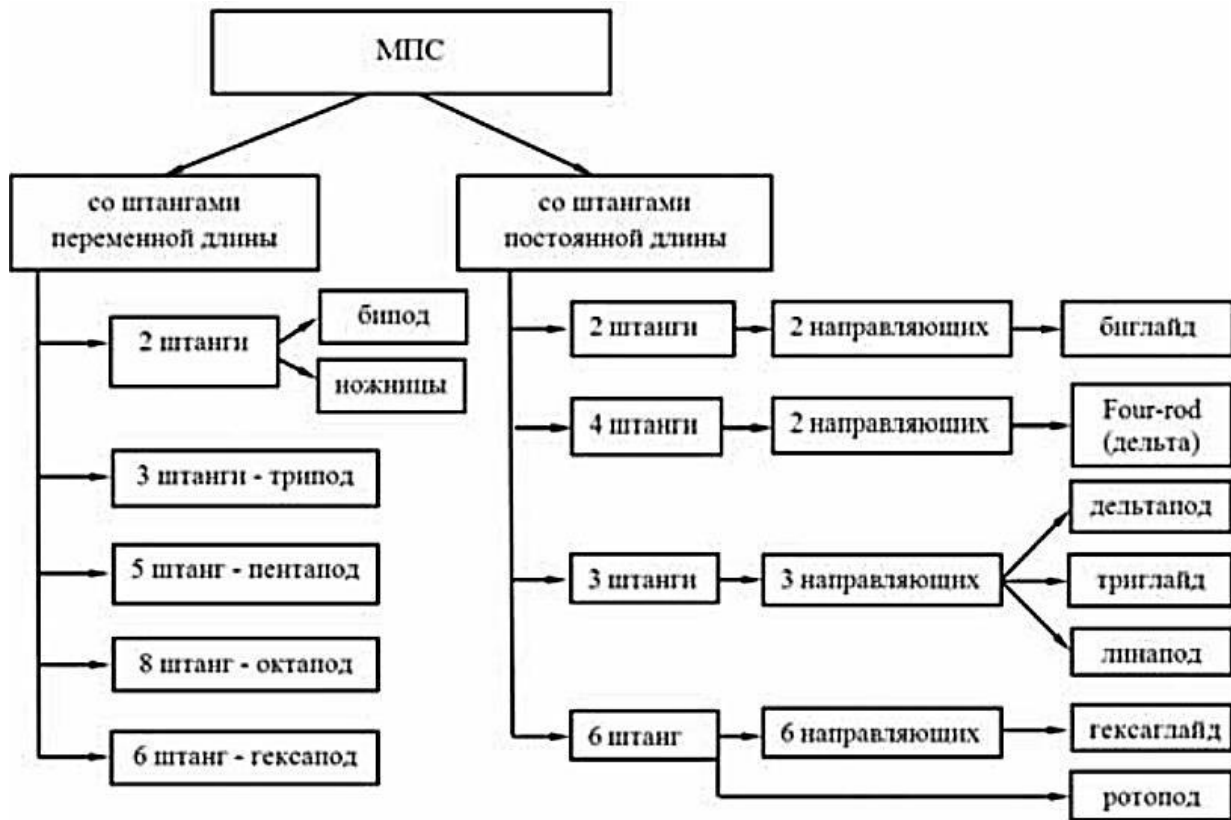 МПС
со штангами
переменной длины
2 штанги
бипод
ножницы
3 штанги - трипод
5 штанг - пентапод
8 штанг - октапод
6 штанг - гексапод
со штангами
постоянной длины
2 штанги
2 направляющих
биглайд
4 штанги
2 направляющих
Four-rod
(дельта)
3 штанги
3 направляющих
дельтапод
триглайд
линапод
6 штанг
6 направляющих
гексаглайд
ротопод